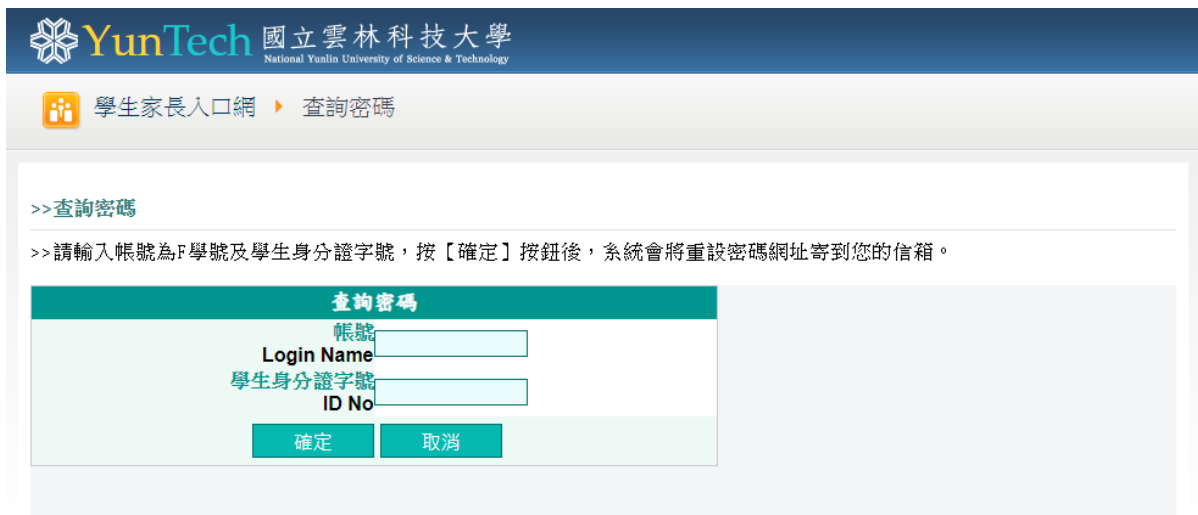 YunTech 國立雲林科技大學
National Yunlin University of Science & Technology
學生家長入口網 查詢密碼
>>查詢密碼
>>請輸入帳號為F學號及學生身分證字號，按【確定】按鈕後，系統會將重設密碼網址寄到您的信箱。
查詢密碼
帳號
Login Name
學生身分證字號
ID No
確定 取消